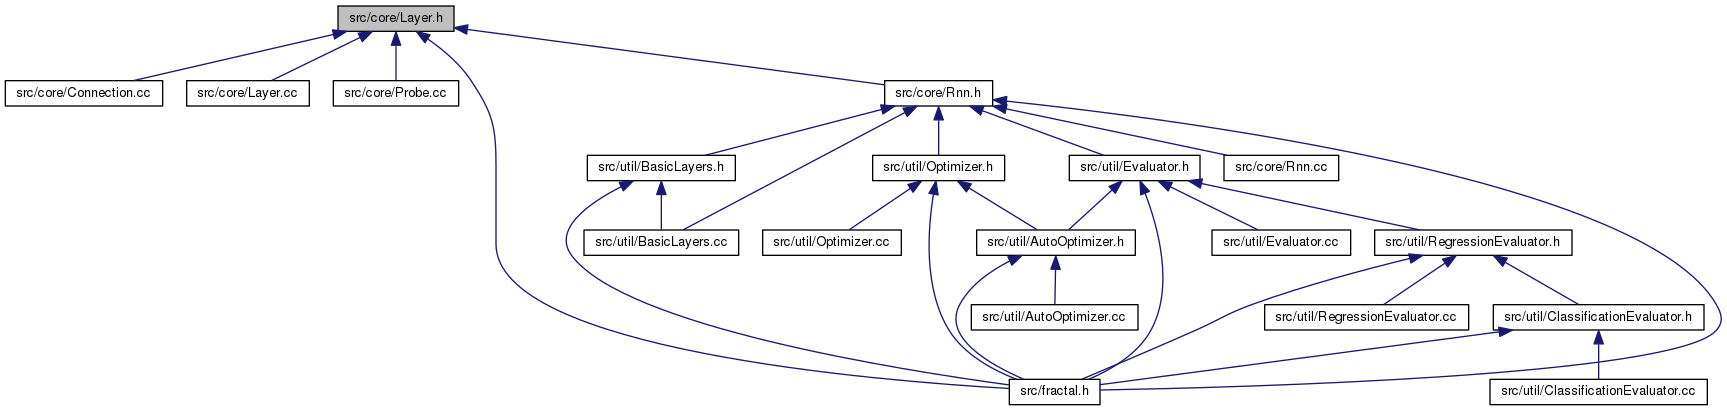 src/core/Layer.h
src/core/Connection.cc
src/core/Layer.cc
src/core/Probe.cc
src/core/Rnn.h
src/util/BasicLayers.h
src/util/Optimizer.h
src/util/Evaluator.h
src/core/Rnn.cc
src/util/BasicLayers.cc
src/util/Optimizer.cc
src/util/AutoOptimizer.h
src/util/Evaluator.cc
src/util/RegressionEvaluator.h
src/util/AutoOptimizer.cc
src/util/RegressionEvaluator.cc
src/util/ClassificationEvaluator.h
src/fractal.h
src/util/ClassificationEvaluator.cc